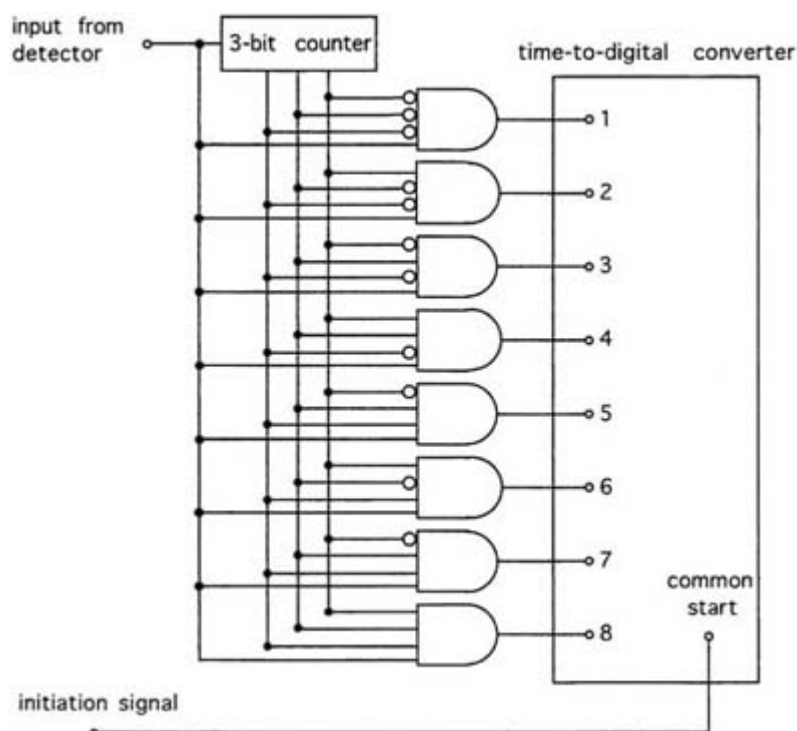 input from
detector
3-bit counter
time-to-digital converter
1
2
3
4
5
6
7
8
common
start
initiation signal